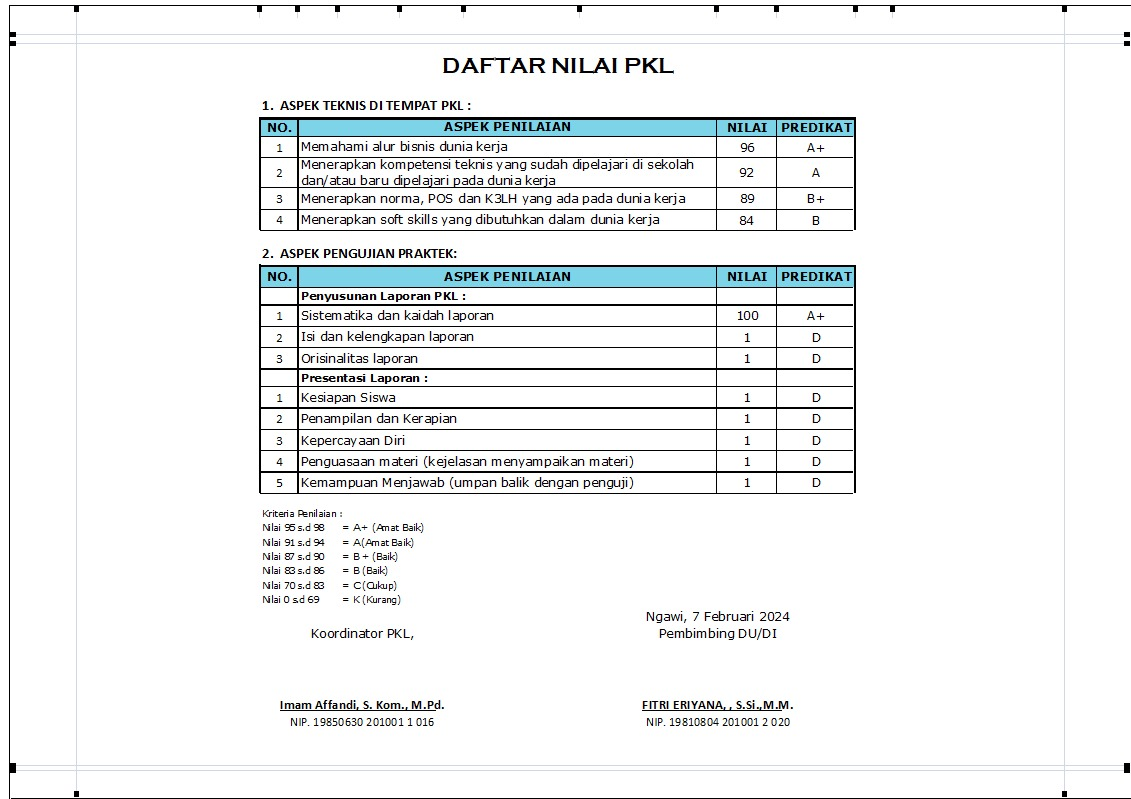 DAFTAR NILAI PKL
1. ASPEK TEKNIS DI TEMPAT PKL :
NO. ASPEK PENILAIAN NILAI PREDIKAT
1 Memahami alur bisnis dunia kerja 96 A+
2 Menerapkan kompetensi teknis yang sudah dipelajari di sekolah
dan/atau baru dipelajari pada dunia kerja 92 A
3 Menerapkan norma, POS dan K3LH yang ada pada dunia kerja 89 B+
4 Menerapkan soft skills yang dibutuhkan dalam dunia kerja 84 B
2. ASPEK PENGUJIAN PRAKTEK:
NO. ASPEK PENILAIAN NILAI PREDIKAT
Penyusunan Laporan PKL :
1 Sistematika dan kaidah laporan 100 A+
2 Isi dan kelengkapan laporan 1 D
3 Orisinalitas laporan 1 D
Presentasi Laporan :
1 Kesiapan Siswa 1 D
2 Penampilan dan Kerapian 1 D
3 Kepercayaan Diri 1 D
4 Penguasaan materi (kejelasan menyampaikan materi) 1 D
5 Kemampuan Menjawab (umpan balik dengan penguji) 1 D
Kriteria Penilaian :
Nilai 95 s.d 98 = A+ (Amat Baik)
Nilai 91 s.d 94 = A(Amat Baik)
Nilai 87 s.d 90 = B + (Baik)
Nilai 83 s.d 86 = B (Baik)
Nilai 70 s.d 83 = C (Cukup)
Nilai 0 s.d 69 = K (Kurang)
Ngawi, 7 Februari 2024
Koordinator PKL, Pembimbing DU/DI
Imam Affandi, S. Kom., M.Pd. FITRI ERIYANA, , S.Si.,M.M.
NIP. 19850630 201001 1 016 NIP. 19810804 201001 2 020